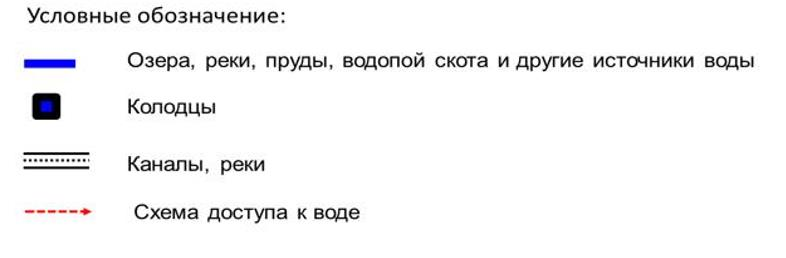 Условные обозначение:
Озера, реки, пруды, водопой скота и другие источники воды
Колодцы
Каналы, реки
Схема доступа к воде